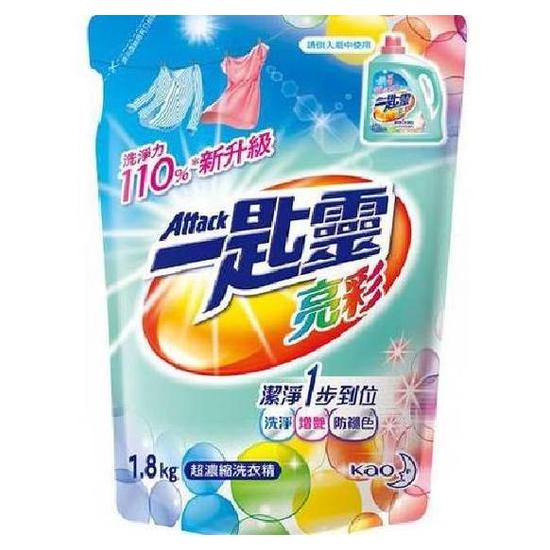 請倒入瓶中使用
洗淨力
110%*新升級
Attack
一匙靈
亮彩
潔淨1步到位
洗淨 增艷 防褪色
1.8kg
超濃縮洗衣精
Kao